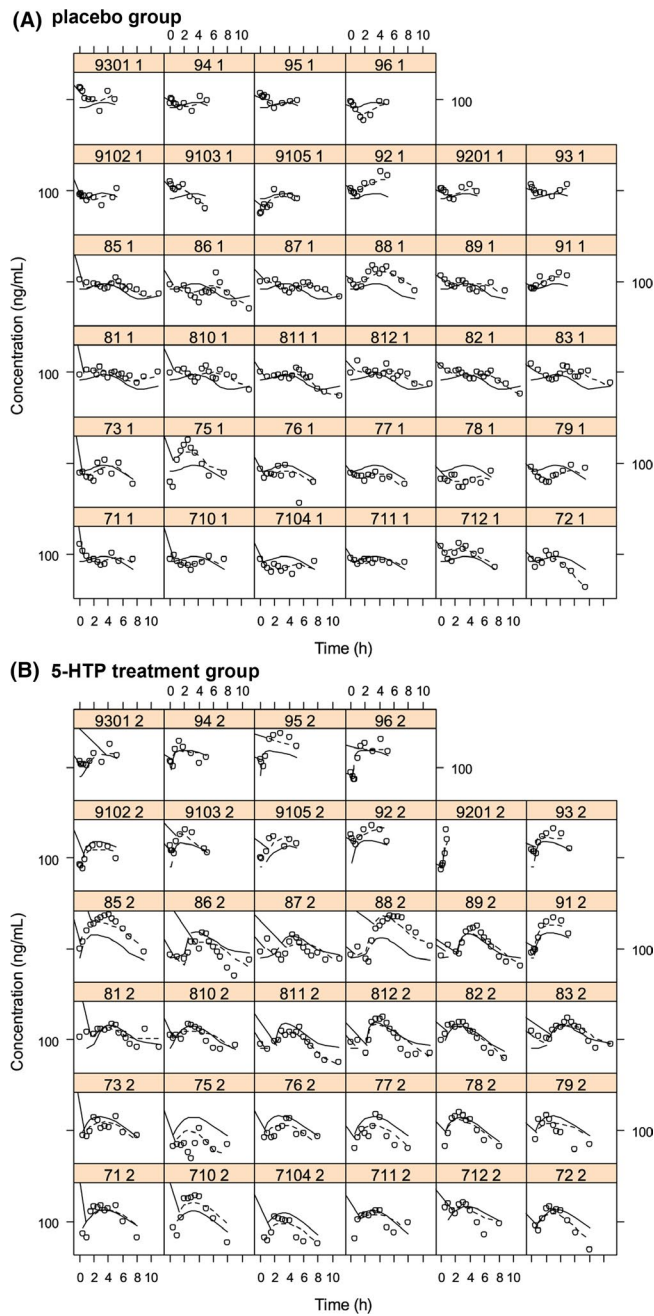 (A) placebo group
0 2 4 6 8 10 0 2 4 6 8 10
9301 1 94 1 95 1 96 1
100
9102 1 9103 1 9105 1 92 1 9201 1 93 1
100
85 1 86 1 87 1 88 1 89 1 91 1
100
81 1 810 1 811 1 812 1 82 1 83 1
100
73 1 75 1 76 1 77 1 78 1 79 1
100
71 1 710 1 7104 1 711 1 712 1 72 1
100
0 2 4 6 8 10 0 2 4 6 8 10 0 2 4 6 8 10
Concentration (ng/mL)
Time (h)
(B) 5-HTP treatment group
0 2 4 6 8 10 0 2 4 6 8 10
9301 2 94 2 95 2 96 2
100
9102 2 9103 2 9105 2 92 2 9201 2 93 2
100
85 2 86 2 87 2 88 2 89 2 91 2
100
81 2 810 2 811 2 812 2 82 2 83 2
100
73 2 75 2 76 2 77 2 78 2 79 2
100
71 2 710 2 7104 2 711 2 712 2 72 2
100
0 2 4 6 8 10 0 2 4 6 8 10 0 2 4 6 8 10
Concentration (ng/mL)
Time (h)